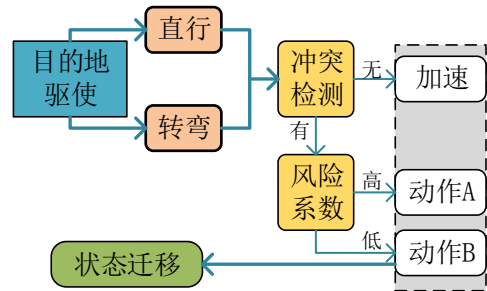 目的地
驱使
直行
转弯
冲突
检测
无
加速
有
风险
系数
高
动作A
低
动作B
状态迁移